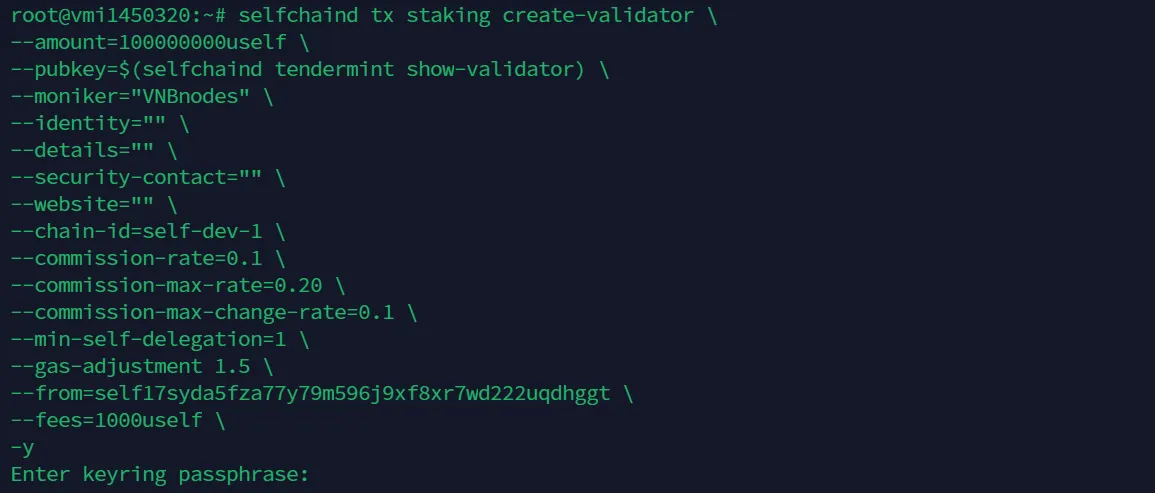 root@vmi1450320:~# selfchaind tx staking create-validator \
--amount=100000000uself \
--pubkey=$(selfchaind tendermint show-validator) \
--moniker="VNBnodes" \
--identity="" \
--details="" \
--security-contact="" \
--website="" \
--chain-id=self-dev-1 \
--commission-rate=0.1 \
--commission-max-rate=0.20 \
--commission-max-change-rate=0.1 \
--min-self-delegation=1 \
--gas-adjustment 1.5 \
--from=self17syda5fza77y79m596j9xf8xr7wd222uqdhggt \
--fees=1000uself \
-y
Enter keyring passphrase: